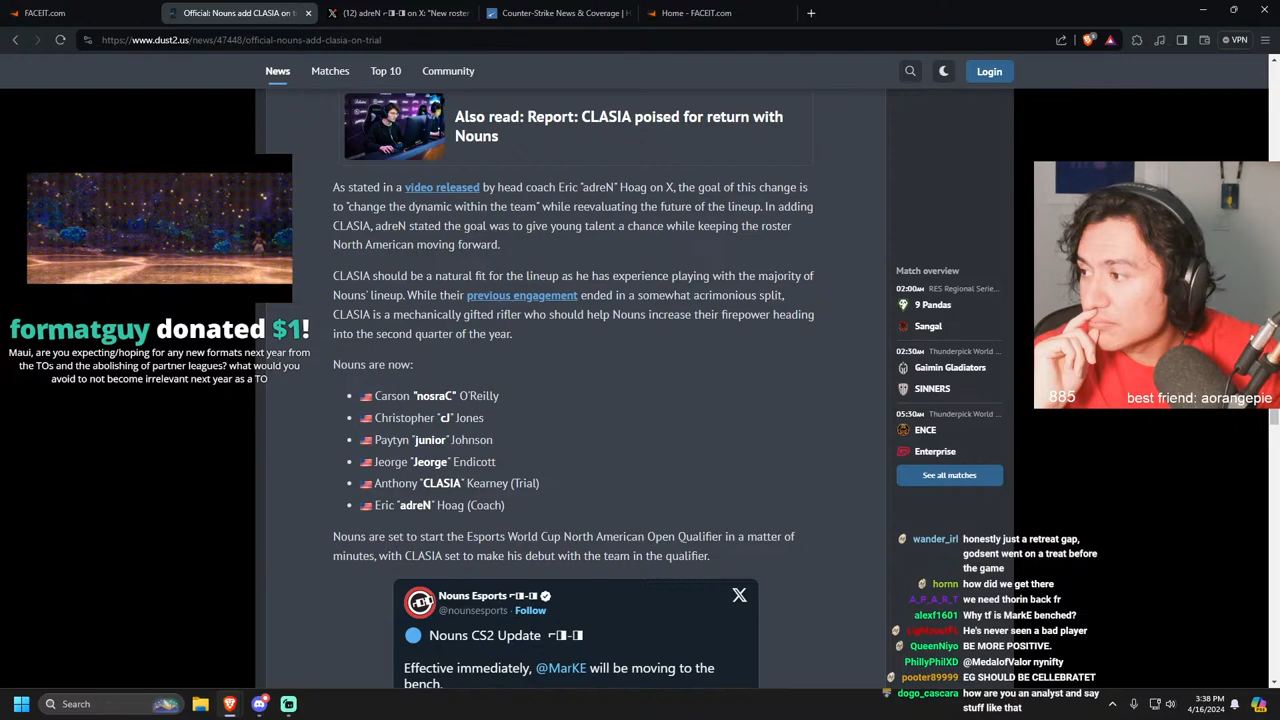 FACEIT.com
Official: Nouns add CLASIA on t
(12) adreN ⌐◨-◨ on X: "New roster
Counter-Strike News & Coverage | H
Home - FACEIT.com
https://www.dust2.us/news/47448/official-nouns-add-clasia-on-trial
VPN
News
Matches
Top 10
Community
Login
Also read: Report: CLASIA poised for return with
Nouns
As stated in a video released by head coach Eric "adreN" Hoag on X, the goal of this change is
to "change the dynamic within the team" while reevaluating the future of the lineup. In adding
CLASIA, adreN stated the goal was to give young talent a chance while keeping the roster
North American moving forward.
CLASIA should be a natural fit for the lineup as he has experience playing with the majority of
Nouns' lineup. While their previous engagement ended in a somewhat acrimonious split,
CLASIA is a mechanically gifted rifler who should help Nouns increase their firepower heading
into the second quarter of the year.
Nouns are now:
Carson "nosraC" O'Reilly
Christopher "cJ" Jones
Paytyn "junior" Johnson
Jeorge "Jeorge" Endicott
Anthony "CLASIA" Kearney (Trial)
Eric "adreN" Hoag (Coach)
Nouns are set to start the Esports World Cup North American Open Qualifier in a matter of
minutes, with CLASIA set to make his debut with the team in the qualifier.
Nouns Esports ⌐◨-◨
@nounsesports · Follow
Nouns CS2 Update ⌐◨-◨
Effective immediately, @MarKE will be moving to the
bench.
Match overview
02:00AM RES Regional Serie...
9 Pandas
Sangal
02:30AM Thunderpick World ...
Gaimin Gladiators
SINNERS
05:30AM Thunderpick World ...
ENCE
Enterprise
See all matches
formatguy donated $1!
Maui, are you expecting/hoping for any new formats next year from
the TOs and the abolishing of partner leagues? what would you
avoid to not become irrelevant next year as a TO
885
best friend: aorangepie
wander_irl honestly just a retreat gap,
godsent went on a treat before
the game
hornn how did we get there
A_P_A_R_T we need thorin back fr
alexf1601 Why tf is MarkE benched?
He's never seen a bad player
QueenNiyo BE MORE POSITIVE.
PhillyPhilXD @MedalofValor nynifty
pooter89999 EG SHOULD BE CELLEBRATET
dogo_cascara how are you an analyst and say
stuff like that
Search
3:38 PM
4/16/2024